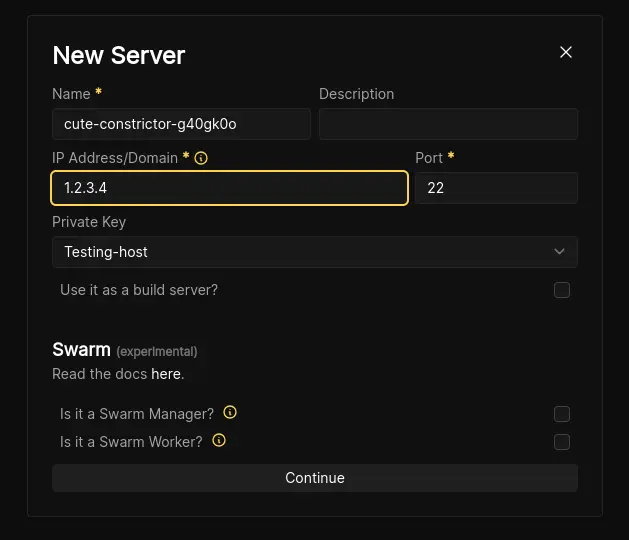 New Server
Name * Description
cute-constrictor-g40gk0o
IP Address/Domain * Port *
1.2.3.4 22
Private Key
Testing-host
Use it as a build server?
Swarm (experimental)
Read the docs here.
Is it a Swarm Manager?
Is it a Swarm Worker?
Continue